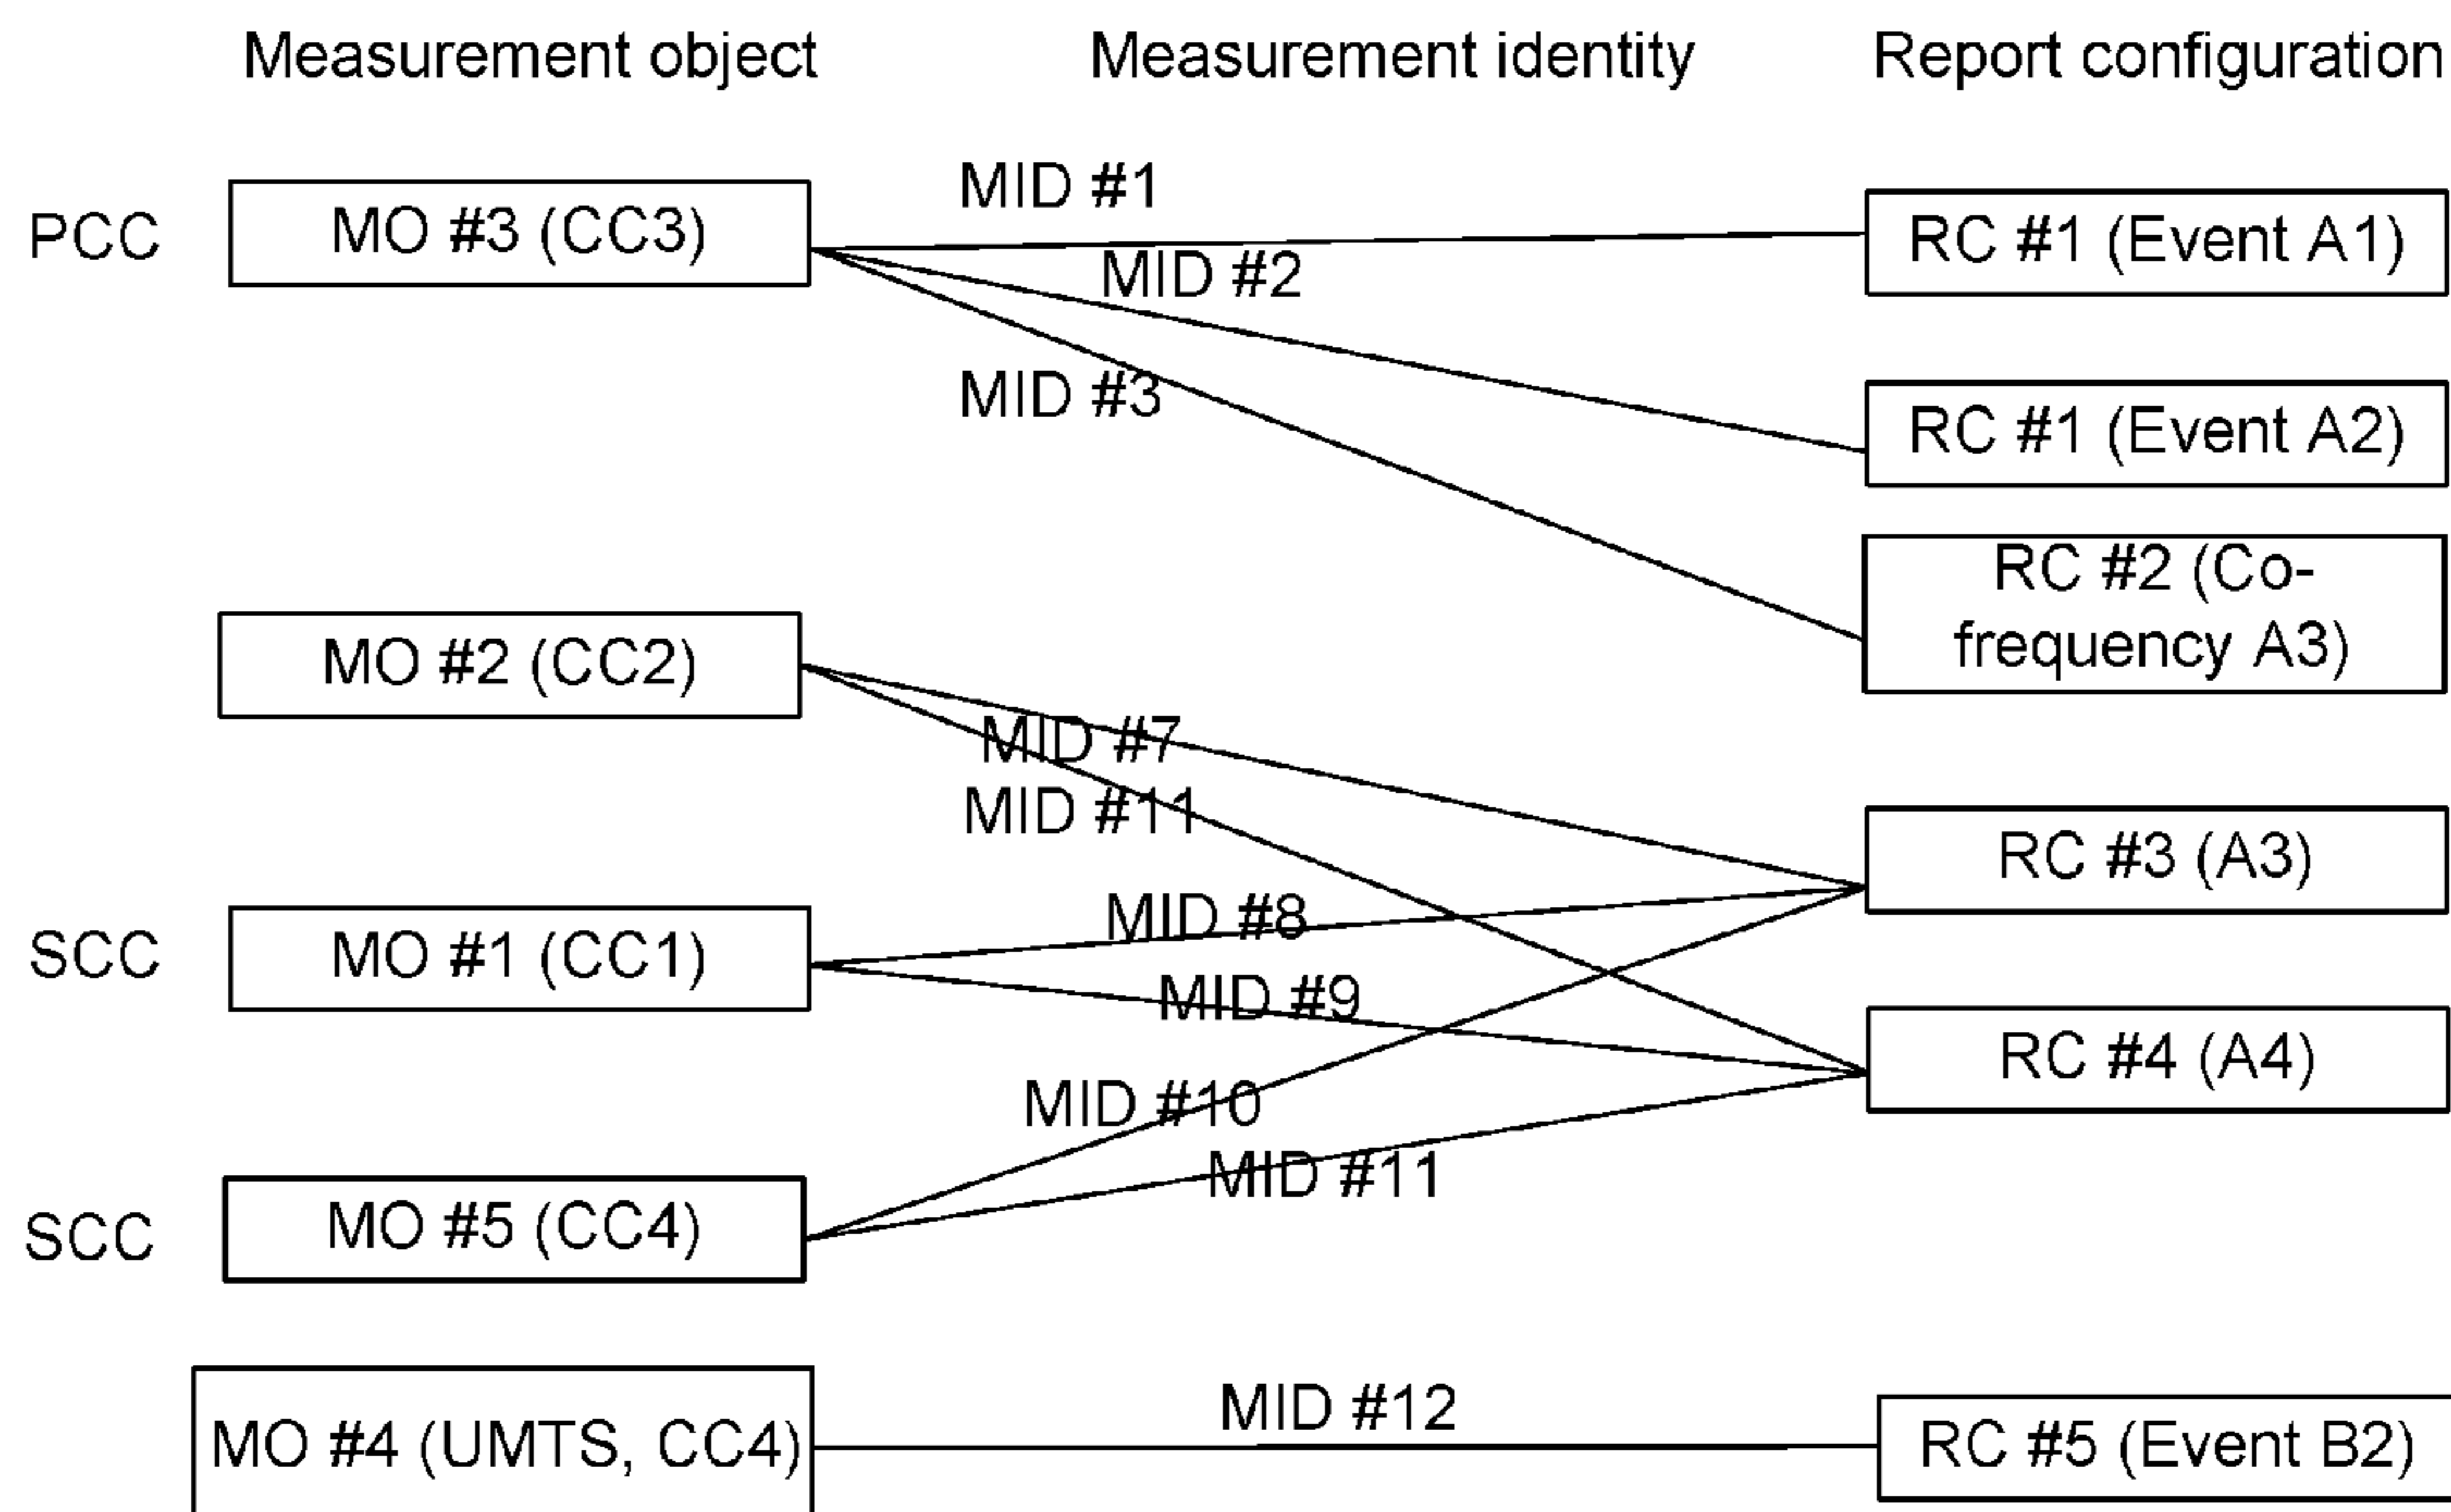 Measurement object Measurement identity Report configuration
MID #1
PCC MO #3 (CC3) RC #1 (Event A1)
MID #2
MID #3
RC #1 (Event A2)
RC #2 (Co-
frequency A3)
MO #2 (CC2)
MID #7
MID #11
RC #3 (A3)
MID #8
SCC MO #1 (CC1)
MID #9
RC #4 (A4)
MID #10
MID #11
SCC MO #5 (CC4)
MID #12
MO #4 (UMTS, CC4) RC #5 (Event B2)